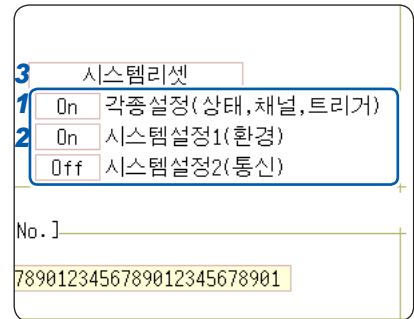 3 시스템리셋
1 On 각종설정(상태,채널,트리거)
2 On 시스템설정1(환경)
Off 시스템설정2(통신)
No.]
789012345678901234567​8901